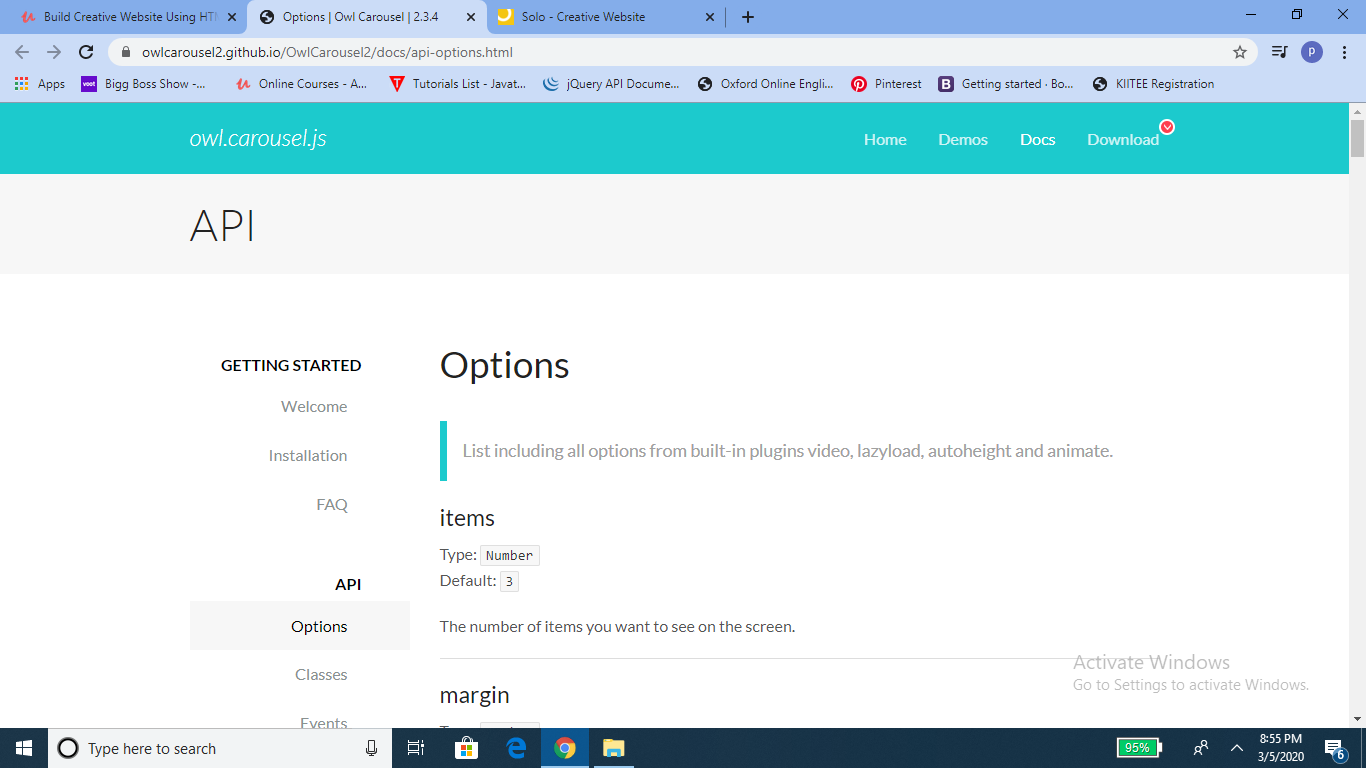 Build Creative Website Using HT
Options | Owl Carousel | 2.3.4
Solo - Creative Website
owlcarousel2.github.io/OwlCarousel2/docs/api-options.html
P
Apps
voot
Bigg Boss Show -...
Online Courses - A...
Tutorials List - Javat...
jQuery API Docume...
Oxford Online Engli...
Pinterest
B
Getting started · Bo...
KIITEE Registration
owl.carousel.js
Home
Demos
Docs
Download
API
GETTING STARTED
Welcome
Installation
FAQ
API
Options
Classes
Events
Options
List including all options from built-in plugins video, lazyload, autoheight and animate.
items
Type: Number
Default: 3
The number of items you want to see on the screen.
margin
Activate Windows
Go to Settings to activate Windows.
Type here to search
95%
8:55 PM
3/5/2020
6